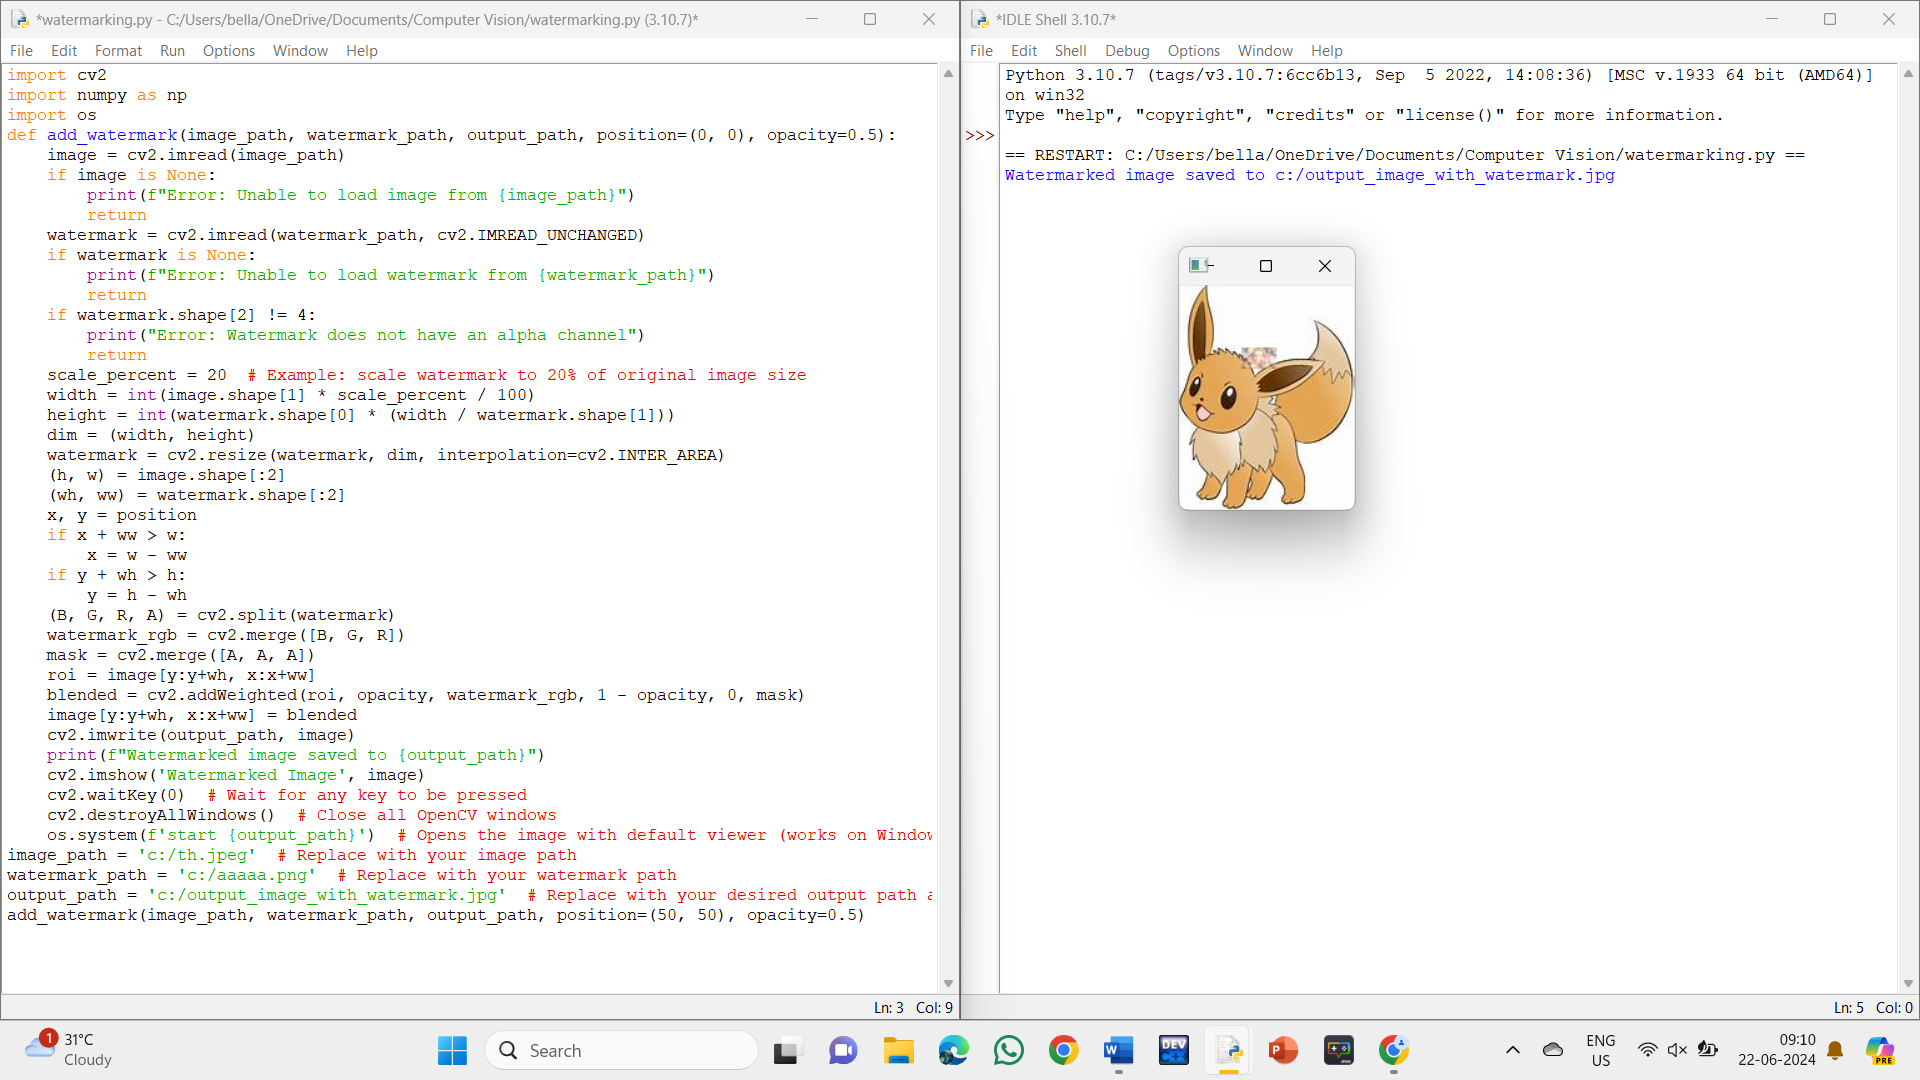 *watermarking.py - C:/Users/bella/OneDrive/Documents/Computer Vision/watermarking.py (3.10.7)*
File Edit Format Run Options Window Help
import cv2
import numpy as np
import os
def add_watermark(image_path, watermark_path, output_path, position=(0, 0), opacity=0.5):
    image = cv2.imread(image_path)
    if image is None:
        print(f"Error: Unable to load image from {image_path}")
        return
    watermark = cv2.imread(watermark_path, cv2.IMREAD_UNCHANGED)
    if watermark is None:
        print(f"Error: Unable to load watermark from {watermark_path}")
        return
    if watermark.shape[2] != 4:
        print("Error: Watermark does not have an alpha channel")
        return
    scale_percent = 20  # Example: scale watermark to 20% of original image size
    width = int(image.shape[1] * scale_percent / 100)
    height = int(watermark.shape[0] * (width / watermark.shape[1]))
    dim = (width, height)
    watermark = cv2.resize(watermark, dim, interpolation=cv2.INTER_AREA)
    (h, w) = image.shape[:2]
    (wh, ww) = watermark.shape[:2]
    x, y = position
    if x + ww > w:
        x = w - ww
    if y + wh > h:
        y = h - wh
    (B, G, R, A) = cv2.split(watermark)
    watermark_rgb = cv2.merge([B, G, R])
    mask = cv2.merge([A, A, A])
    roi = image[y:y+wh, x:x+ww]
    blended = cv2.addWeighted(roi, opacity, watermark_rgb, 1 - opacity, 0, mask)
    image[y:y+wh, x:x+ww] = blended
    cv2.imwrite(output_path, image)
    print(f"Watermarked image saved to {output_path}")
    cv2.imshow('Watermarked Image', image)
    cv2.waitKey(0)  # Wait for any key to be pressed
    cv2.destroyAllWindows()  # Close all OpenCV windows
    os.system(f'start {output_path}')  # Opens the image with default viewer (works on Window
image_path = 'c:/th.jpeg'  # Replace with your image path
watermark_path = 'c:/aaaaa.png'  # Replace with your watermark path
output_path = 'c:/output_image_with_watermark.jpg'  # Replace with your desired output path a
add_watermark(image_path, watermark_path, output_path, position=(50, 50), opacity=0.5)
Ln: 3 Col: 9
*IDLE Shell 3.10.7*
File Edit Shell Debug Options Window Help
Python 3.10.7 (tags/v3.10.7:6cc6b13, Sep  5 2022, 14:08:36) [MSC v.1933 64 bit (AMD64)]
on win32
Type "help", "copyright", "credits" or "license()" for more information.
>>>
== RESTART: C:/Users/bella/OneDrive/Documents/Computer Vision/watermarking.py ==
Watermarked image saved to c:/output_image_with_watermark.jpg
Ln: 5 Col: 0
1
31°C
Cloudy
Search
W
DEV
C++
P
ENG
US
09:10
22-06-2024
PRE